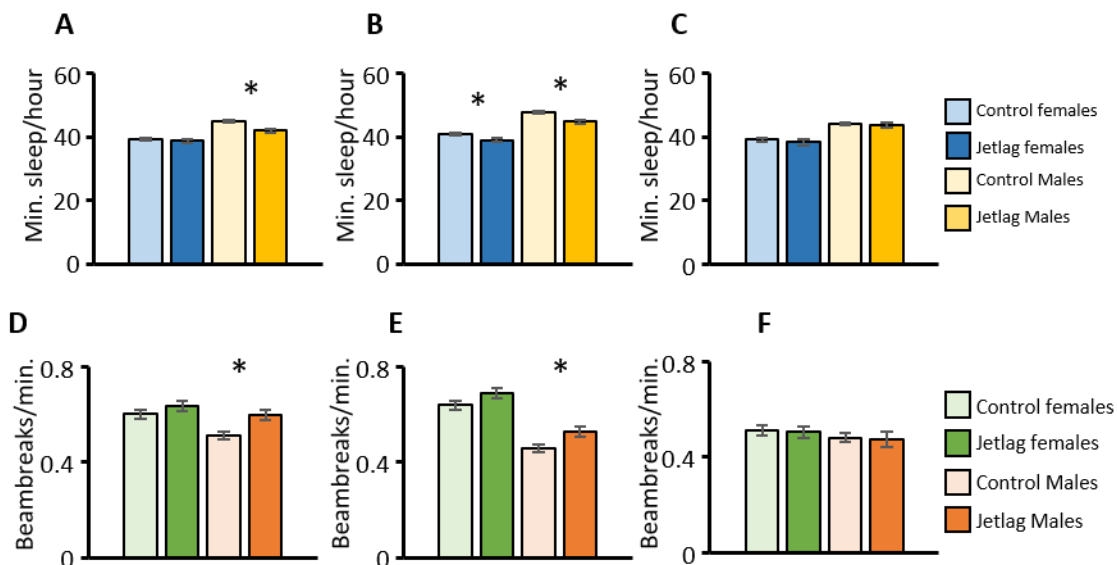 A
Min. sleep/hour
60
40
20
0
*
B
Min. sleep/hour
60
40
20
0
*
*
C
Min. sleep/hour
60
40
20
0
Control females
Jetlag females
Control Males
Jetlag Males
D
Beambreaks/min.
0.8
0.4
0
*
E
Beambreaks/min.
0.8
0.4
0
*
F
Beambreaks/min.
0.8
0.4
0
Control females
Jetlag females
Control Males
Jetlag Males